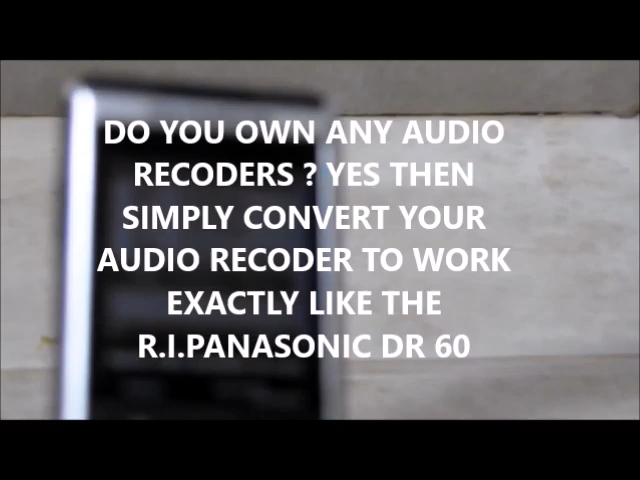 DO YOU OWN ANY AUDIO
RECODERS ? YES THEN
SIMPLY CONVERT YOUR
AUDIO RECODER TO WORK
EXACTLY LIKE THE
R.I.PANASONIC DR 60